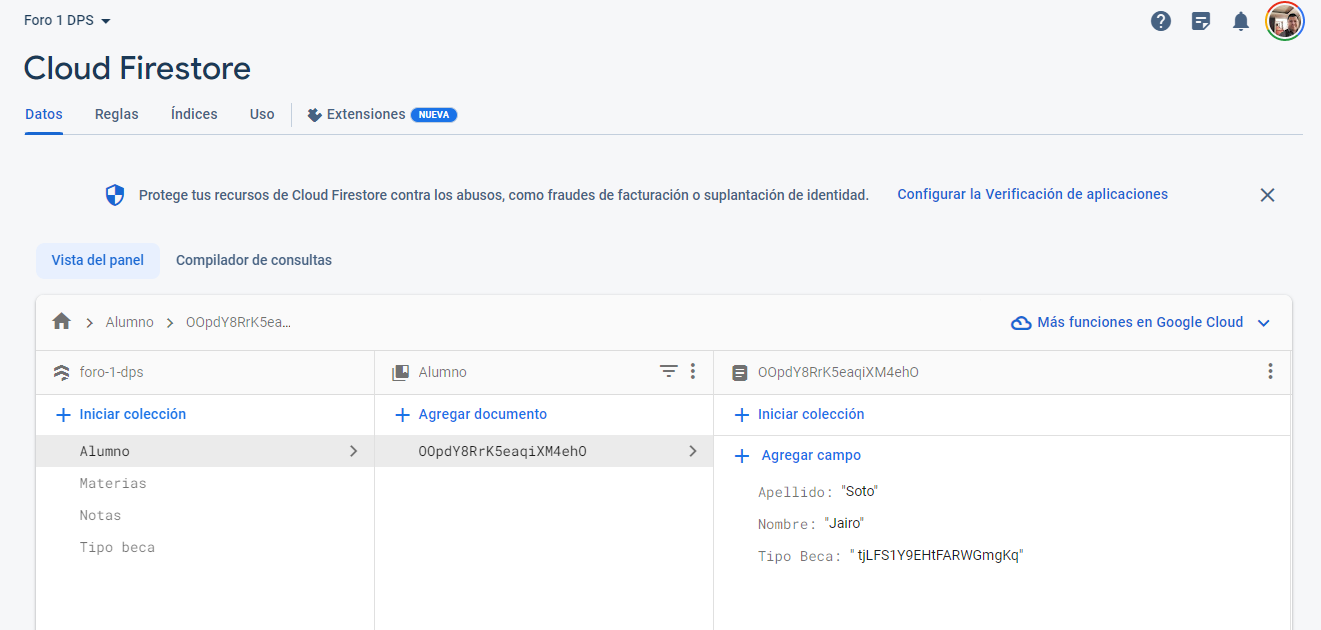 Foro 1 DPS
Cloud Firestore
Datos Reglas Índices Uso Extensiones NUEVA
Protege tus recursos de Cloud Firestore contra los abusos, como fraudes de facturación o suplantación de identidad. Configurar la Verificación de aplicaciones
Vista del panel Compilador de consultas
Alumno OOpdY8RrK5ea... Más funciones en Google Cloud
foro-1-dps Alumno OOpdY8RrK5eaqiXM4ehO
Iniciar colección Agregar documento Iniciar colección
Alumno OOpdY8RrK5eaqiXM4ehO Agregar campo
Materias
Apellido: "Soto"
Notas
Nombre: "Jairo"
Tipo beca
Tipo Beca: " tjLFS1Y9EHtFARWGmgKq"